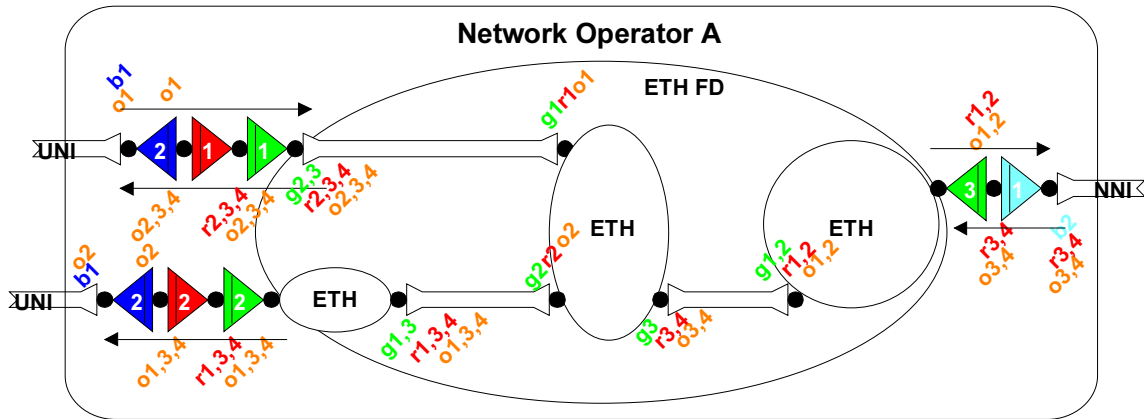 Network Operator A
ETH FD
b1
o1
o1
g1r1o1
r1,2
o1,2
UNI
2
1
1
3
1
NNI
g2,3
r2,3,4
o2,3,4
r2,3,4
o2,3,4
o2,3,4
ETH
ETH
r3,4
o3,4
b2
r3,4
o3,4
o2
b1
o2
o2
g2r2o2
g1,2
r1,2
o1,2
UNI
2
2
2
ETH
g1,3
r1,3,4
o1,3,4
g3
r3,4
o3,4
o1,3,4
r1,3,4
o1,3,4